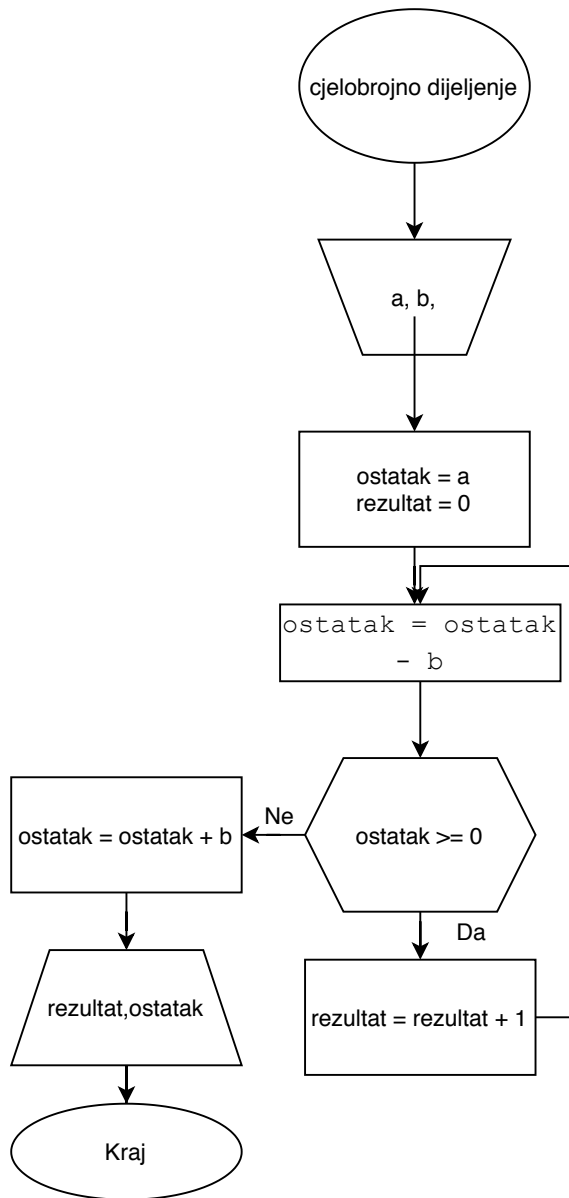 cjelobrojno dijeljenje
a, b,
ostatak = a
rezultat = 0
ostatak = ostatak
- b
ostatak >= 0
Ne
ostatak = ostatak + b
Da
rezultat = rezultat + 1
rezultat,ostatak
Kraj